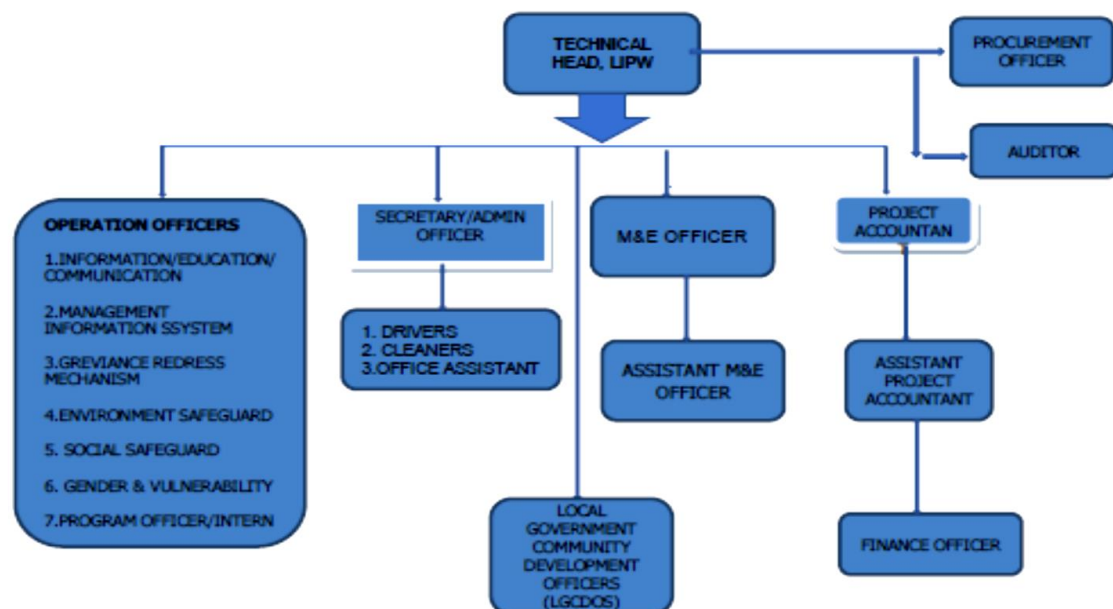 TECHNICAL
HEAD, LIPW
PROCUREMENT
OFFICER
AUDITOR
OPERATION OFFICERS
1.INFORMATION/EDUCATION/
COMMUNICATION
2.MANAGEMENT
INFORMATION SSYSTEM
3.GREVIANCE REDRESS
MECHANISM
4.ENVIRONMENT SAFEGUARD
5. SOCIAL SAFEGUARD
6. GENDER & VULNERABILITY
7.PROGRAM OFFICER/INTERN
SECRETARY/ADMIN
OFFICER
1. DRIVERS
2. CLEANERS
3.OFFICE ASSISTANT
LOCAL
GOVERNMENT
COMMUNITY
DEVELOPMENT
OFFICERS
(LGCDOS)
M&E OFFICER
ASSISTANT M&E
OFFICER
PROJECT
ACCOUNTAN
T
ASSISTANT
PROJECT
ACCOUNTANT
FINANCE OFFICER